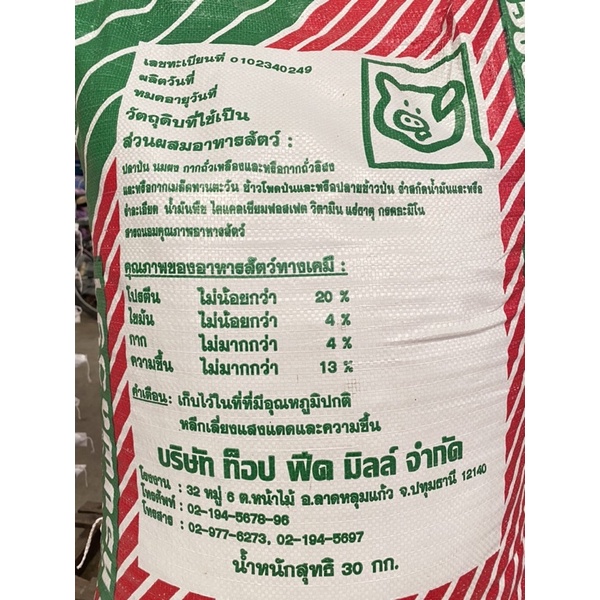 เลขทะเบียนที่ 0102340249
ผลิตวันที่
หมดอายุวันที่
วัตถุดิบที่ใช้เป็น
ส่วนผสมอาหารสัตว์ :
ปลาป่น นมผง กากถั่วเหลืองและหรือกากถั่วลิสง
และหรือกากเมล็ดทานตะวัน ข้าวโพดป่นและหรือปลายข้าวป่น รำสกัดน้ำมันและหรือ
รำละเอียด น้ำมันพืช ไดแคลเซียมฟอสเฟต วิตามิน แร่ธาตุ กรดอะมิโน
สารถนอมคุณภาพอาหารสัตว์
คุณภาพของอาหารสัตว์ทางเคมี :
โปรตีน ไม่น้อยกว่า 20 %
ไขมัน ไม่น้อยกว่า 4 %
กาก ไม่มากกว่า 4 %
ความชื้น ไม่มากกว่า 13 %
คำเตือน: เก็บไว้ในที่ที่มีอุณหภูมิปกติ
หลีกเลี่ยงแสงแดดและความชื้น
บริษัท ท็อป ฟีด มิลล์ จำกัด
โรงงาน : 32 หมู่ 6 ต.หน้าไม้ อ.ลาดหลุมแก้ว จ.ปทุมธานี 12140
โทรศัพท์ : 02-194-5678-96
โทรสาร : 02-977-6273, 02-194-5697
น้ำหนักสุทธิ 30 กก.